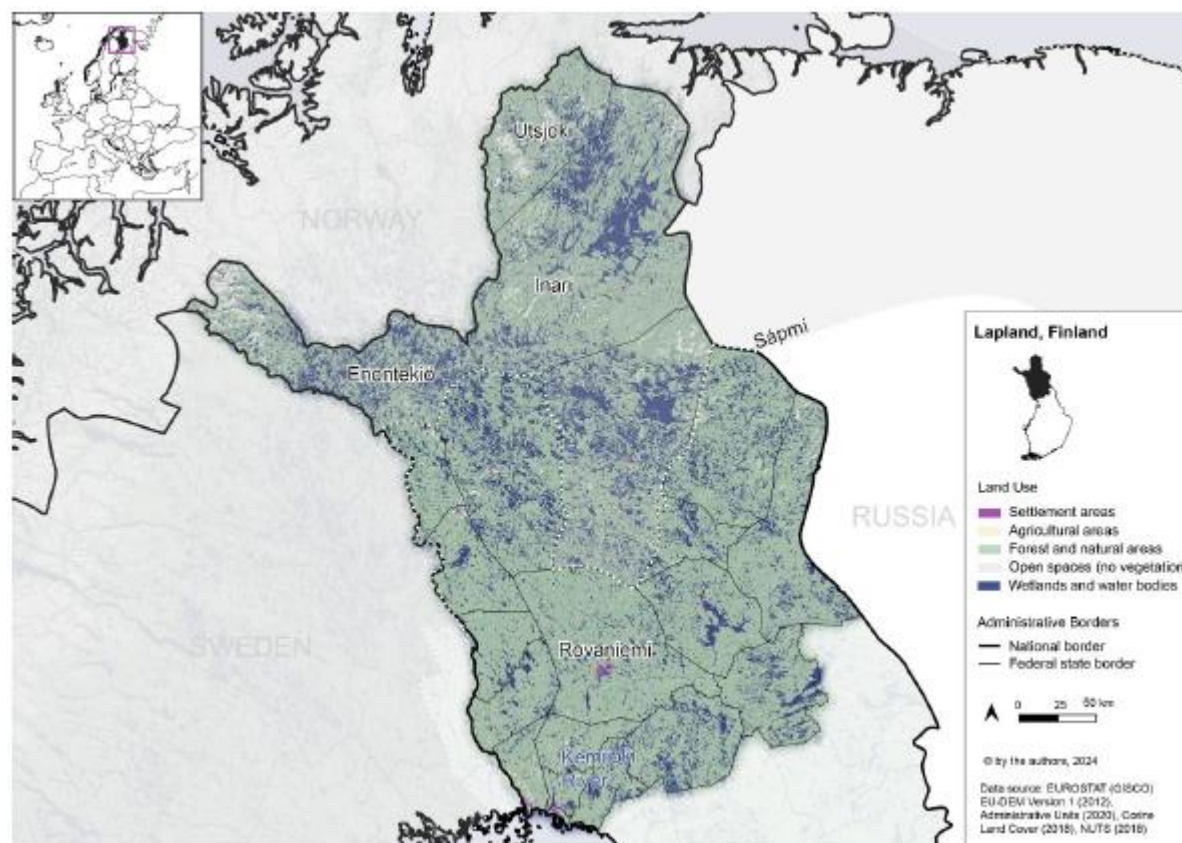 Utsjoki
NORWAY
Inari
Sápmi
Enontekiö
RUSSIA
SWEDEN
Rovaniemi
Kemijoki
River
Lapland, Finland
Land Use
Settlement areas
Agricultural areas
Forest and natural areas
Open spaces (no vegetation
Wetlands and water bodies
Administrative Borders
National border
Federal state border
0 25 50 km
© by the authors, 2024
Data source: EUROSTAT (GISCO)
EU-DEM Version 1 (2012),
Administrative Units (2020), Corine
Land Cover (2018), NUTS (2018)